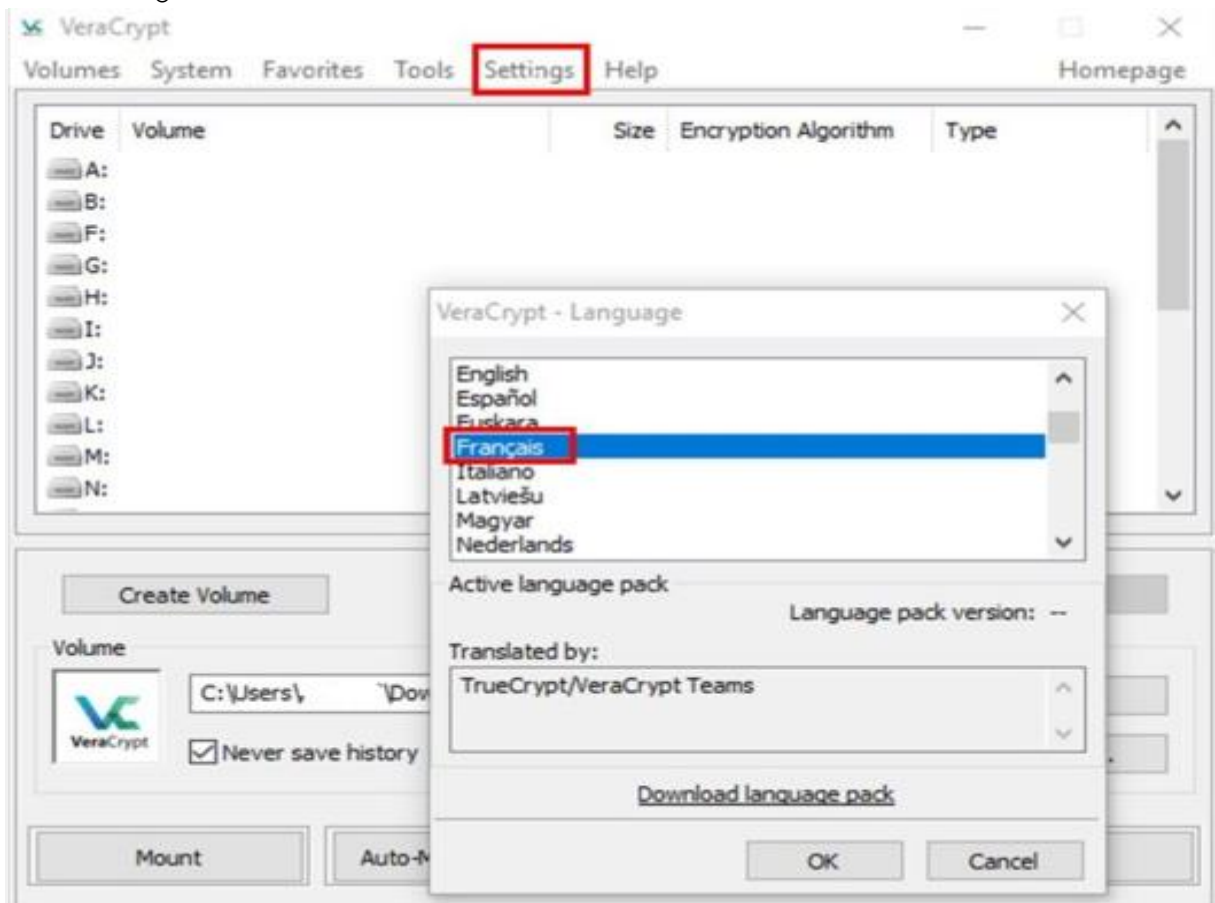 VeraCrypt
Volumes System Favorites Tools Settings Help Homepage
Drive Volume Size Encryption Algorithm Type
A:
B:
F:
G:
H:
I:
J:
K:
L:
M:
N:
VeraCrypt - Language
English
Español
Euskara
Français
Italiano
Latviešu
Magyar
Nederlands
Active language pack
Language pack version: --
Translated by:
TrueCrypt/VeraCrypt Teams
Download language pack
OK Cancel
Create Volume
Volume
VeraCrypt
C:\Users\, `\Dow
Never save history
.
Mount Auto-M